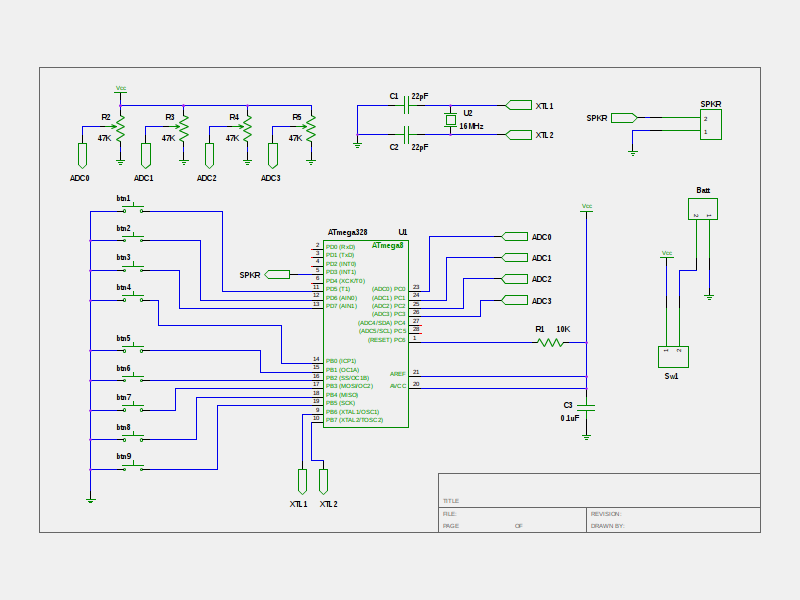 Vcc
R2
47K
R3
47K
R4
47K
R5
47K
ADC0
ADC1
ADC2
ADC3
C1
22pF
U2
16MHz
C2
22pF
XTL1
XTL2
SPKR
SPKR
2
1
Batt
2
1
Vcc
2
1
Sw1
btn1
btn2
btn3
btn4
btn5
btn6
btn7
btn8
btn9
SPKR
ATmega328
U1
ATmega8
2 PD0 (RxD)
3 PD1 (TxD)
4 PD2 (INT0)
5 PD3 (INT1)
6 PD4 (XCK/T0)
11 PD5 (T1)
12 PD6 (AIN0)
13 PD7 (AIN1)
(ADC0) PC0 23
(ADC1) PC1 24
(ADC2) PC2 25
(ADC3) PC3 26
(ADC4/SDA) PC4 27
(ADC5/SCL) PC5 28
(RESET) PC6 1
14 PB0 (ICP1)
15 PB1 (OC1A)
16 PB2 (SS/OC1B)
17 PB3 (MOSI/OC2)
18 PB4 (MISO)
19 PB5 (SCK)
9 PB6 (XTAL1/OSC1)
10 PB7 (XTAL2/TOSC2)
AREF 21
AVCC 20
XTL1
XTL2
ADC0
ADC1
ADC2
ADC3
Vcc
R1
10K
C3
0.1uF
TITLE
FILE:
REVISION:
PAGE
OF
DRAWN BY: